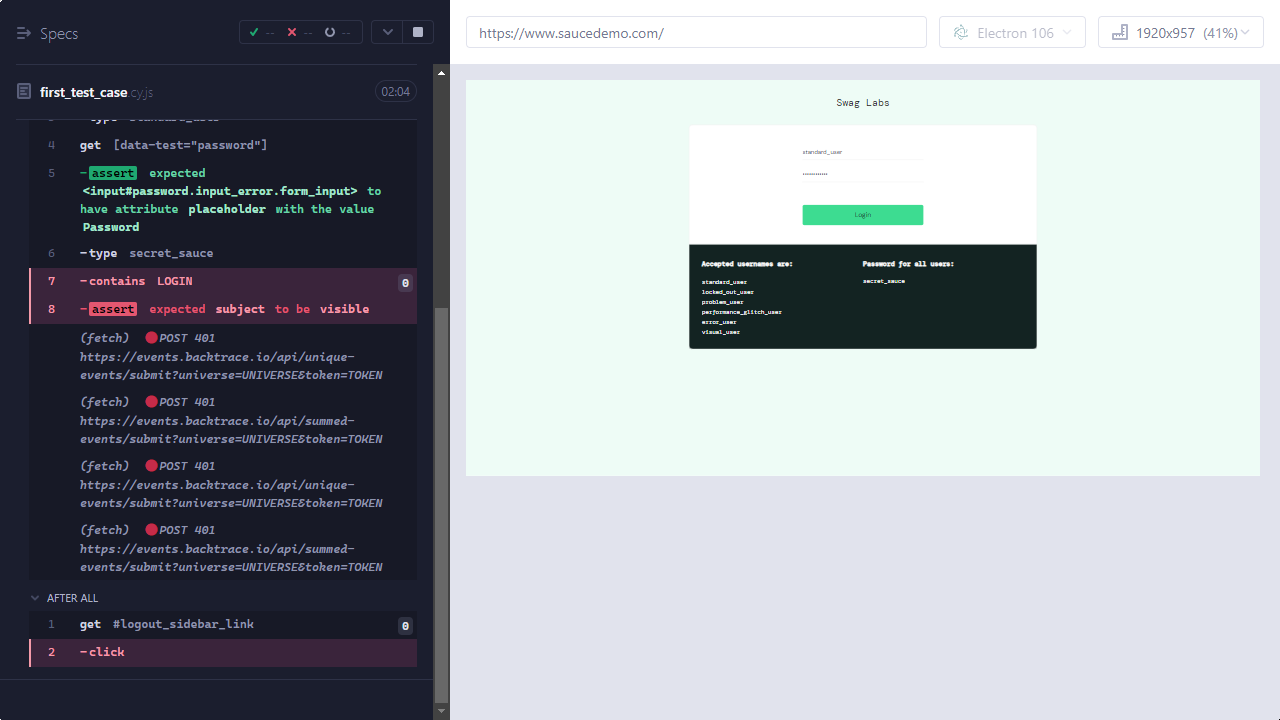 Specs
-- -- --
https://www.saucedemo.com/
Electron 106
1920x957 (41%)
first_test_case.cy.js
02:04
3 -type standard_user
4 get [data-test="password"]
5 -assert expected
<input#password.input_error.form_input> to
have attribute placeholder with the value
Password
6 -type secret_sauce
7 -contains LOGIN 0
8 -assert expected subject to be visible
(fetch) POST 401
https://events.backtrace.io/api/unique-
events/submit?universe=UNIVERSE&token=TOKEN
(fetch) POST 401
https://events.backtrace.io/api/summed-
events/submit?universe=UNIVERSE&token=TOKEN
(fetch) POST 401
https://events.backtrace.io/api/unique-
events/submit?universe=UNIVERSE&token=TOKEN
(fetch) POST 401
https://events.backtrace.io/api/summed-
events/submit?universe=UNIVERSE&token=TOKEN
AFTER ALL
1 get #logout_sidebar_link 0
2 -click
Swag Labs
standard_user
Login
Accepted usernames are:
standard_user
locked_out_user
problem_user
performance_glitch_user
error_user
visual_user
Password for all users:
secret_sauce